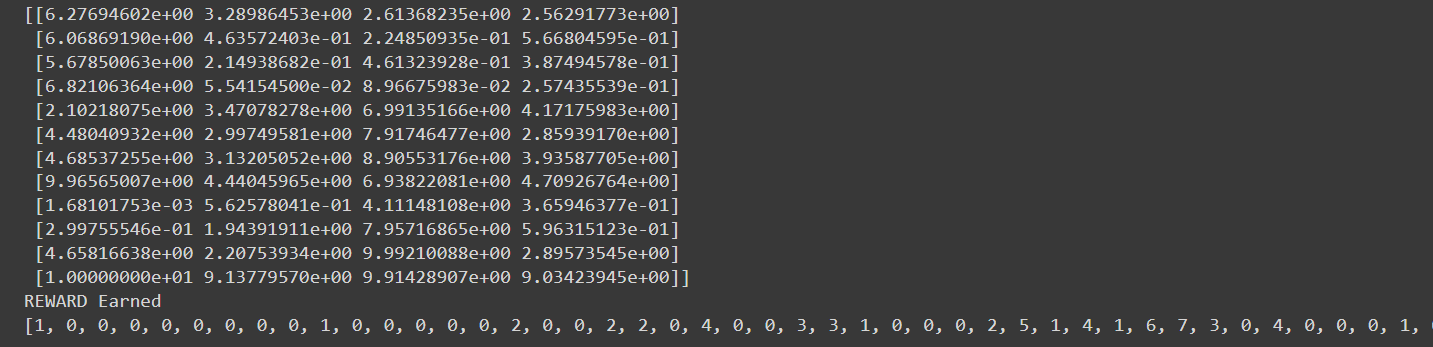 [[6.27694602e+00 3.28986453e+00 2.61368235e+00 2.56291773e+00]
[6.06869190e+00 4.63572403e-01 2.24850935e-01 5.66804595e-01]
[5.67850063e+00 2.14938682e-01 4.61323928e-01 3.87494578e-01]
[6.82106364e+00 5.54154500e-02 8.96675983e-02 2.57435539e-01]
[2.10218075e+00 3.47078278e+00 6.99135166e+00 4.17175983e+00]
[4.48040932e+00 2.99749581e+00 7.91746477e+00 2.85939170e+00]
[4.68537255e+00 3.13205052e+00 8.90553176e+00 3.93587705e+00]
[9.96565007e+00 4.44045965e+00 6.93822081e+00 4.70926764e+00]
[1.68101753e-03 5.62578041e-01 4.11148108e+00 3.65946377e-01]
[2.99755546e-01 1.94391911e+00 7.95716865e+00 5.96315123e-01]
[4.65816638e+00 2.20753934e+00 9.99210088e+00 2.89573545e+00]
[1.00000000e+01 9.13779570e+00 9.91428907e+00 9.03423945e+00]]
REWARD Earned
[1, 0, 0, 0, 0, 0, 0, 0, 0, 1, 0, 0, 0, 0, 0, 2, 0, 0, 2, 2, 0, 4, 0, 0, 3, 3, 1, 0, 0, 0, 2, 5, 1, 4, 1, 6, 7, 3, 0, 4, 0, 0, 0, 1,